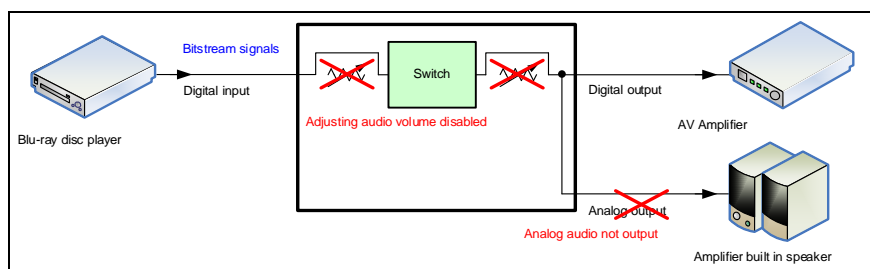 Bitstream signals
Switch
Digital input
Digital output
Adjusting audio volume disabled
Blu-ray disc player
AV Amplifier
Analog output
Analog audio not output
Amplifier built in speaker